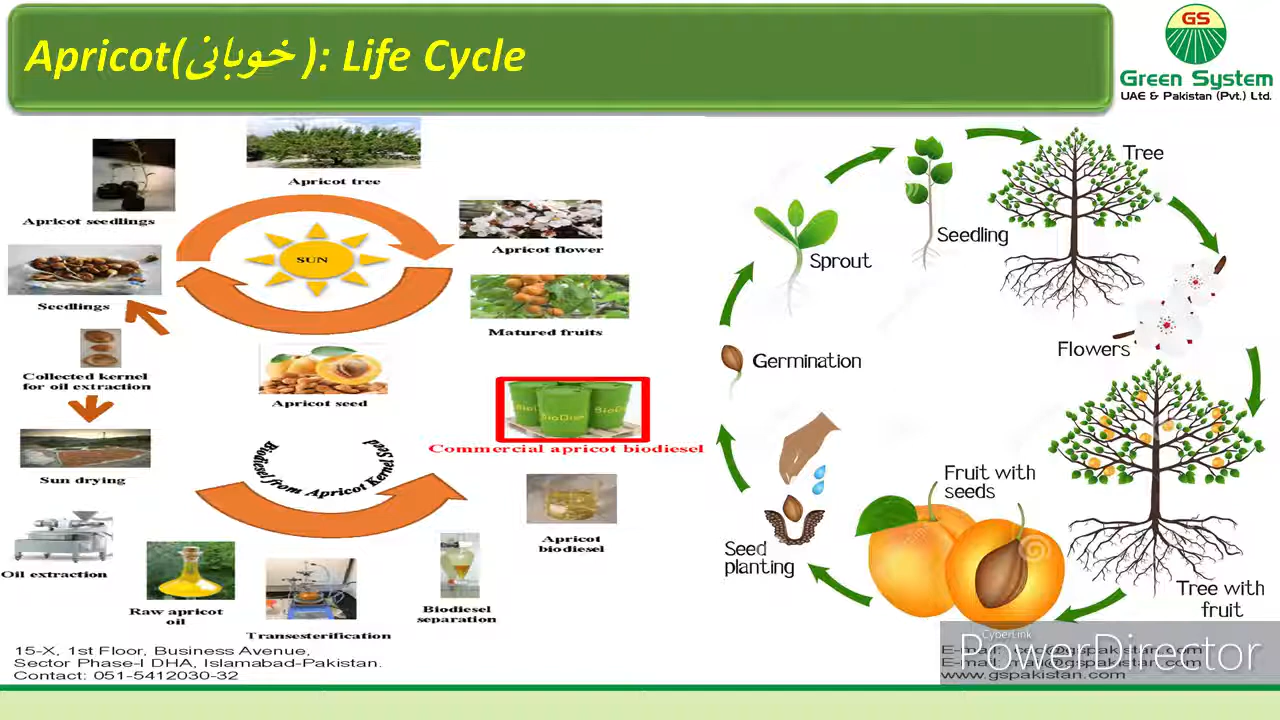 Apricot(خوبانی): Life Cycle
GS
Green System
UAE & Pakistan (Pvt.) Ltd.
Apricot tree
Apricot seedlings
SUN
Apricot flower
Seedlings
Matured fruits
Collected kernel
for oil extraction
Apricot seed
BioDis
Commercial apricot biodiesel
Sun drying
Biodiesel from Apricot Kernel Seed
Apricot
biodiesel
Oil extraction
Raw apricot
oil
Transesterification
Biodiesel
separation
Tree
Seedling
Sprout
Flowers
Germination
Fruit with
seeds
Seed
planting
Tree with
fruit
15-X, 1st Floor, Business Avenue,
Sector Phase-I DHA, Islamabad-Pakistan.
Contact: 051-5412030-32
E-mail:
E-mail:
www.gspakistan.com
CyberLink
PowerDirector